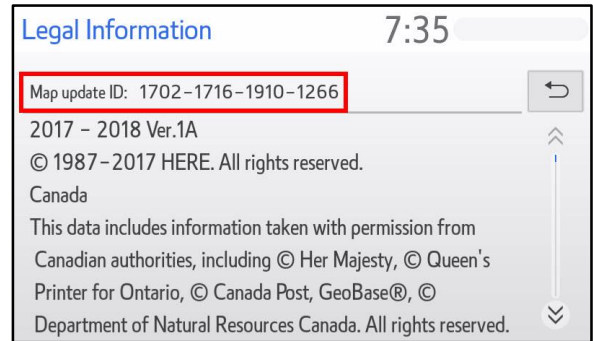 Legal Information 7:35
Map update ID: 1702-1716-1910-1266
2017 - 2018 Ver.1A
© 1987-2017 HERE. All rights reserved.
Canada
This data includes information taken with permission from
Canadian authorities, including © Her Majesty, © Queen's
Printer for Ontario, © Canada Post, GeoBase®, ©
Department of Natural Resources Canada. All rights reserved.